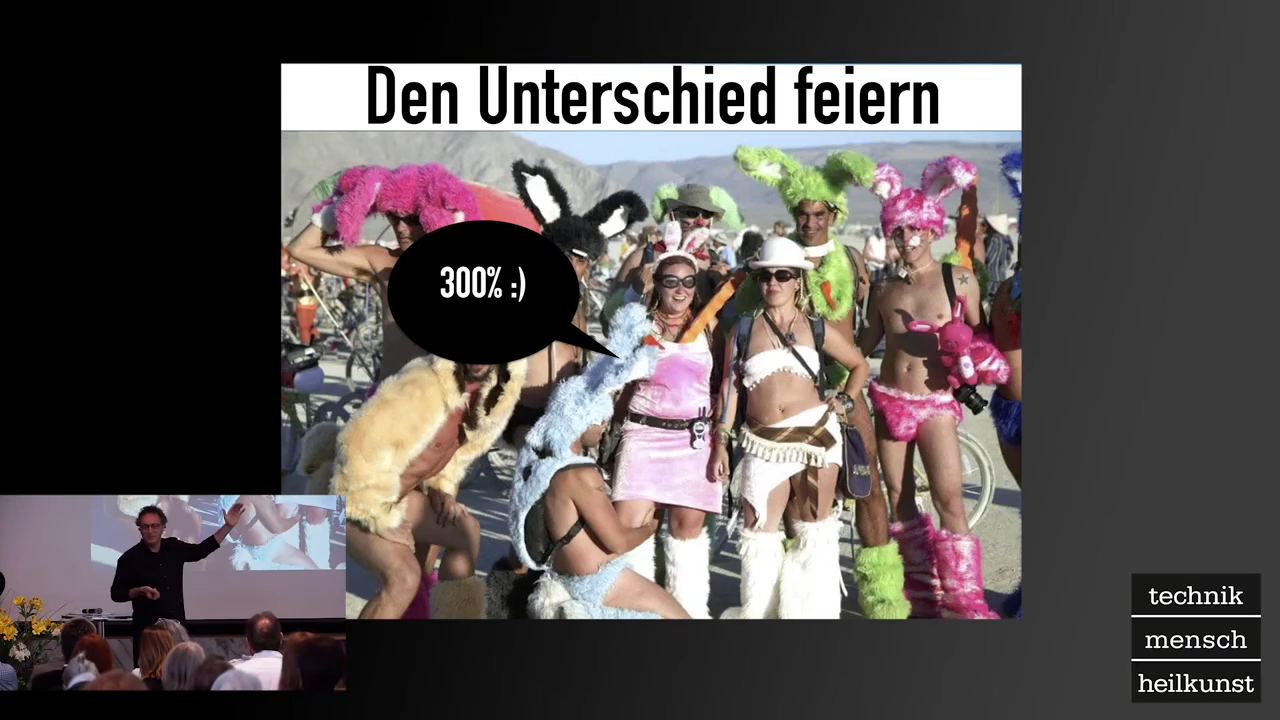 Den Unterschied feiern
300% :)
technik
mensch
heilkunst